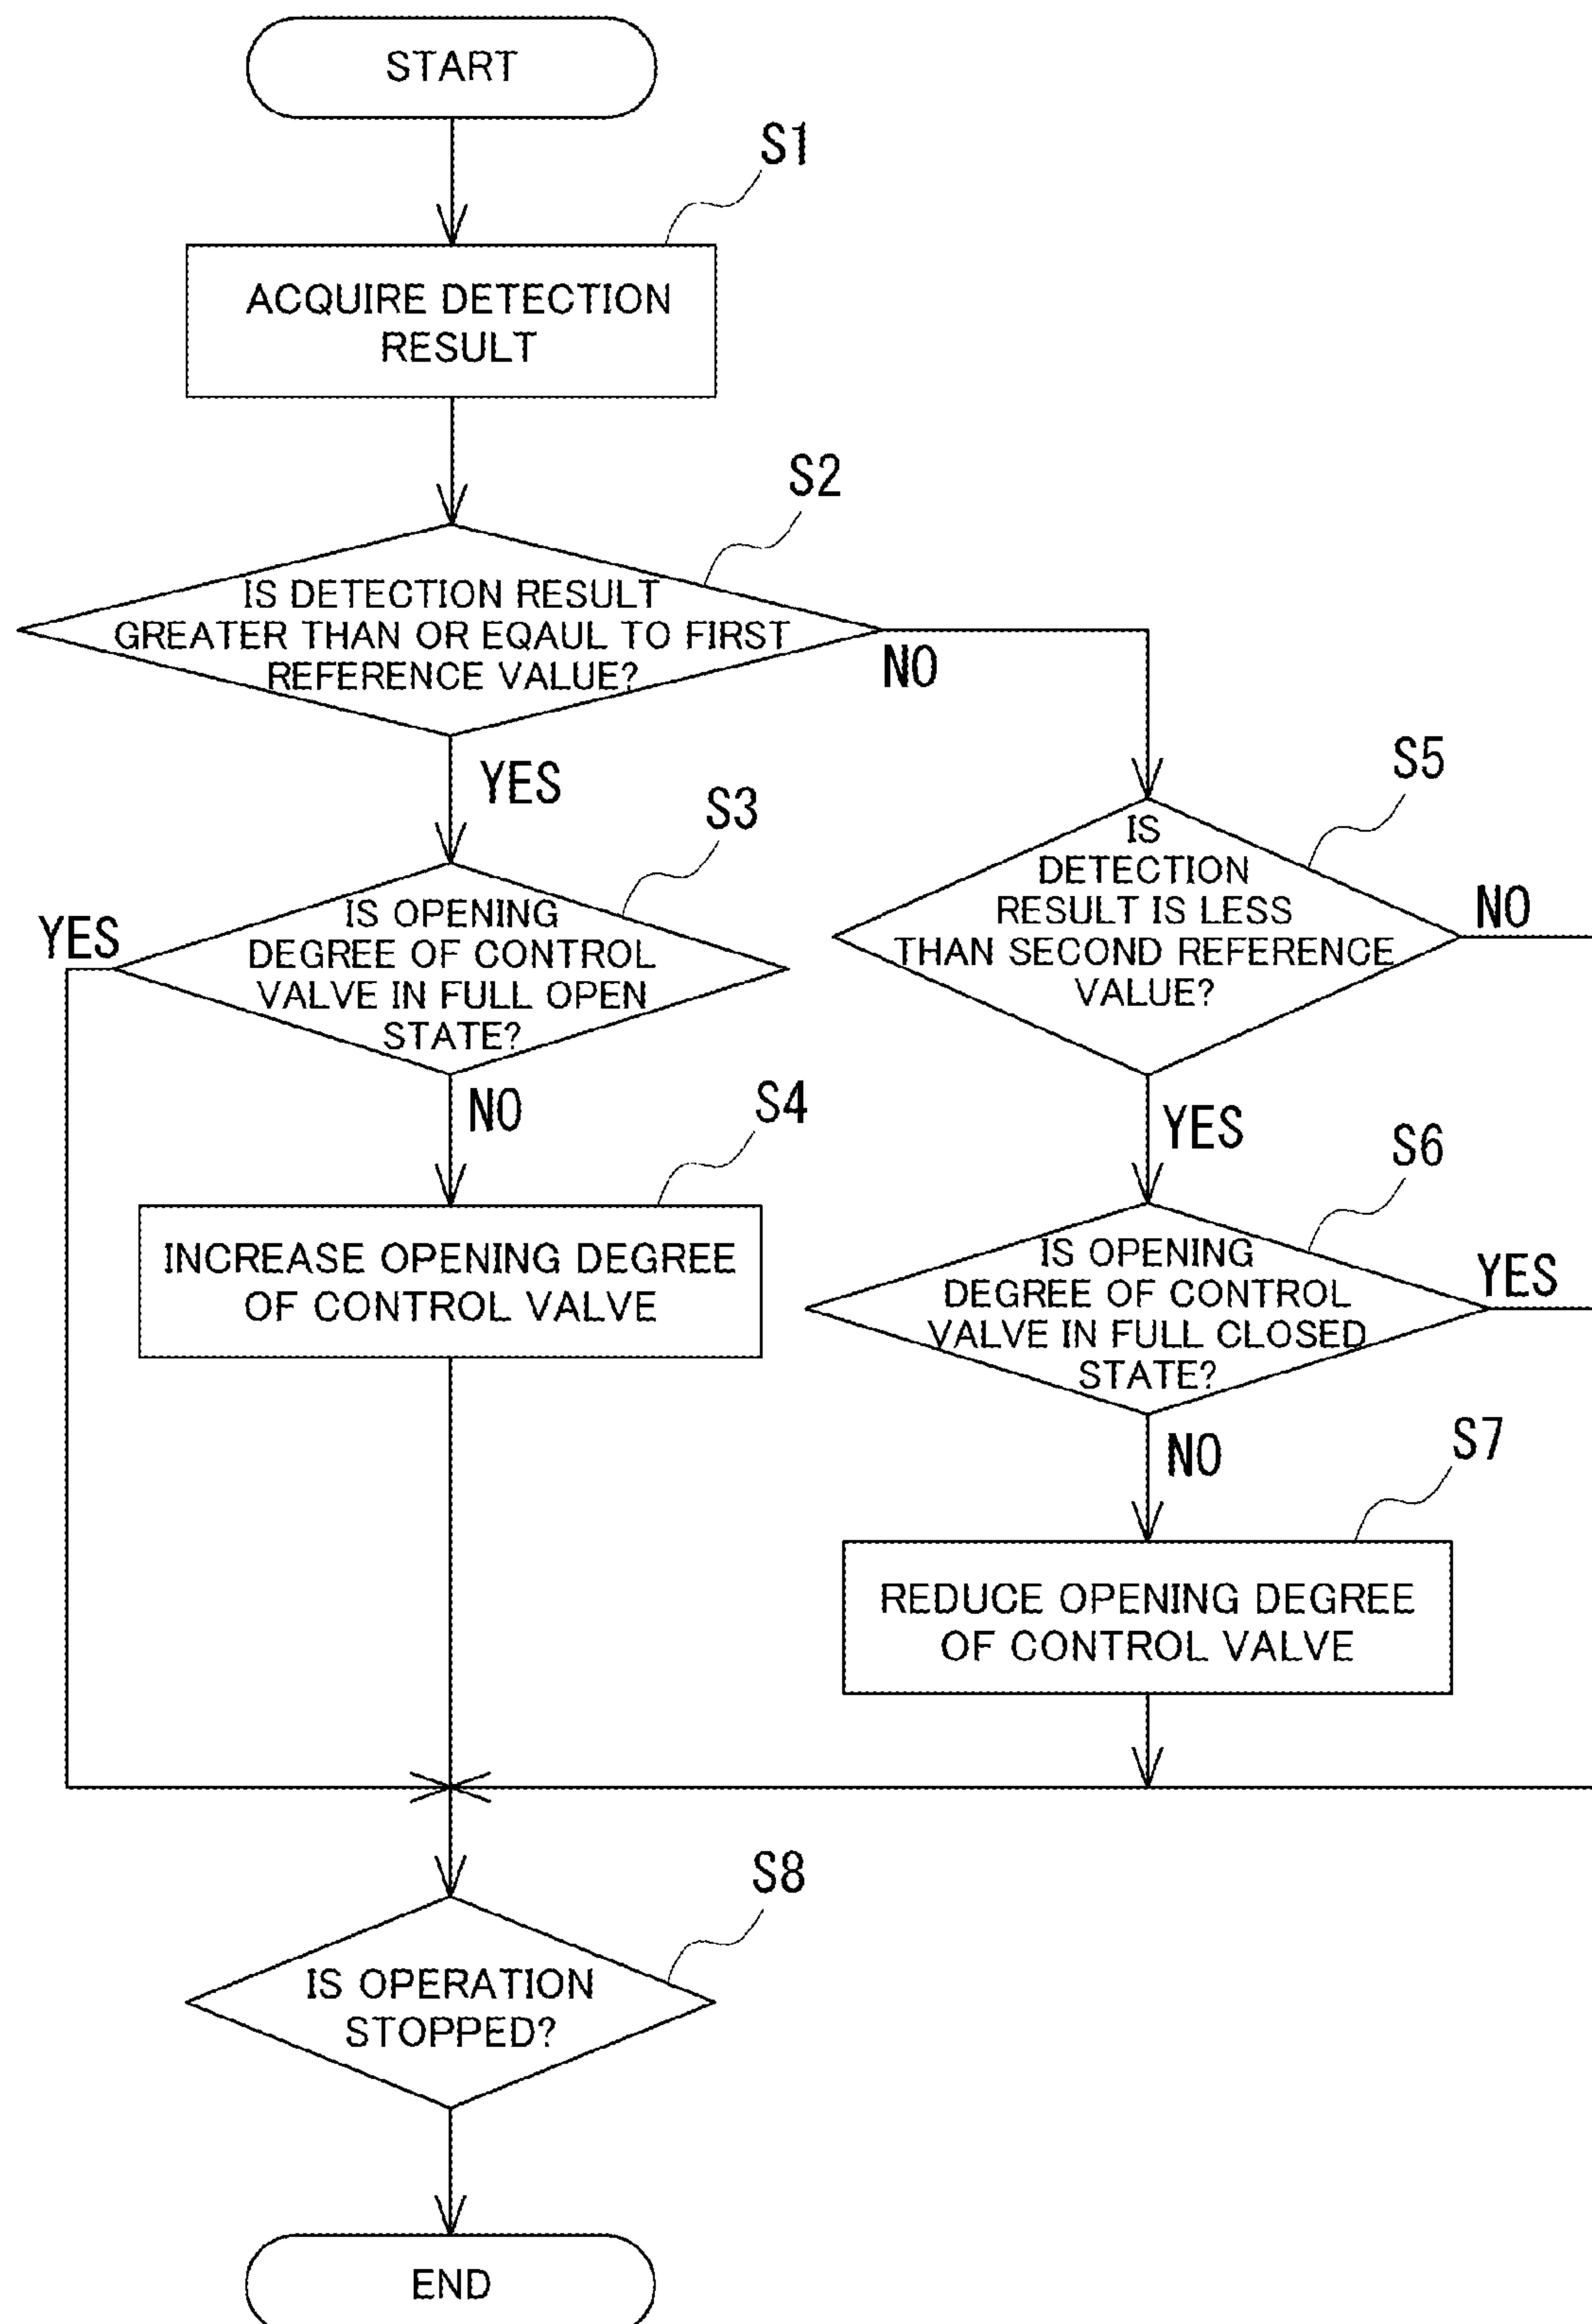 START
S1
ACQUIRE DETECTION
RESULT
S2
IS DETECTION RESULT
GREATER THAN OR EQAUL TO FIRST
REFERENCE VALUE?
NO
YES
S3
YES
IS OPENING
DEGREE OF CONTROL
VALVE IN FULL OPEN
STATE?
NO
S4
INCREASE OPENING DEGREE
OF CONTROL VALVE
S5
IS
DETECTION
RESULT IS LESS
THAN SECOND REFERENCE
VALUE?
NO
YES
S6
IS OPENING
DEGREE OF CONTROL
VALVE IN FULL CLOSED
STATE?
YES
NO
S7
REDUCE OPENING DEGREE
OF CONTROL VALVE
S8
IS OPERATION
STOPPED?
END